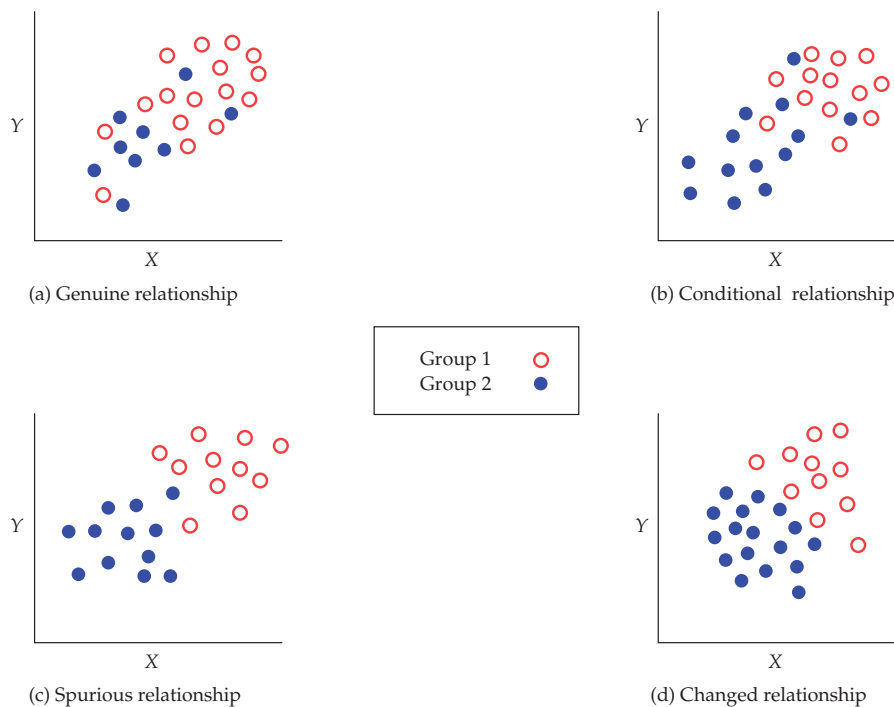 Y
Y
X
X
(a) Genuine relationship
(b) Conditional relationship
Group 1
Group 2
Y
Y
X
X
(c) Spurious relationship
(d) Changed relationship